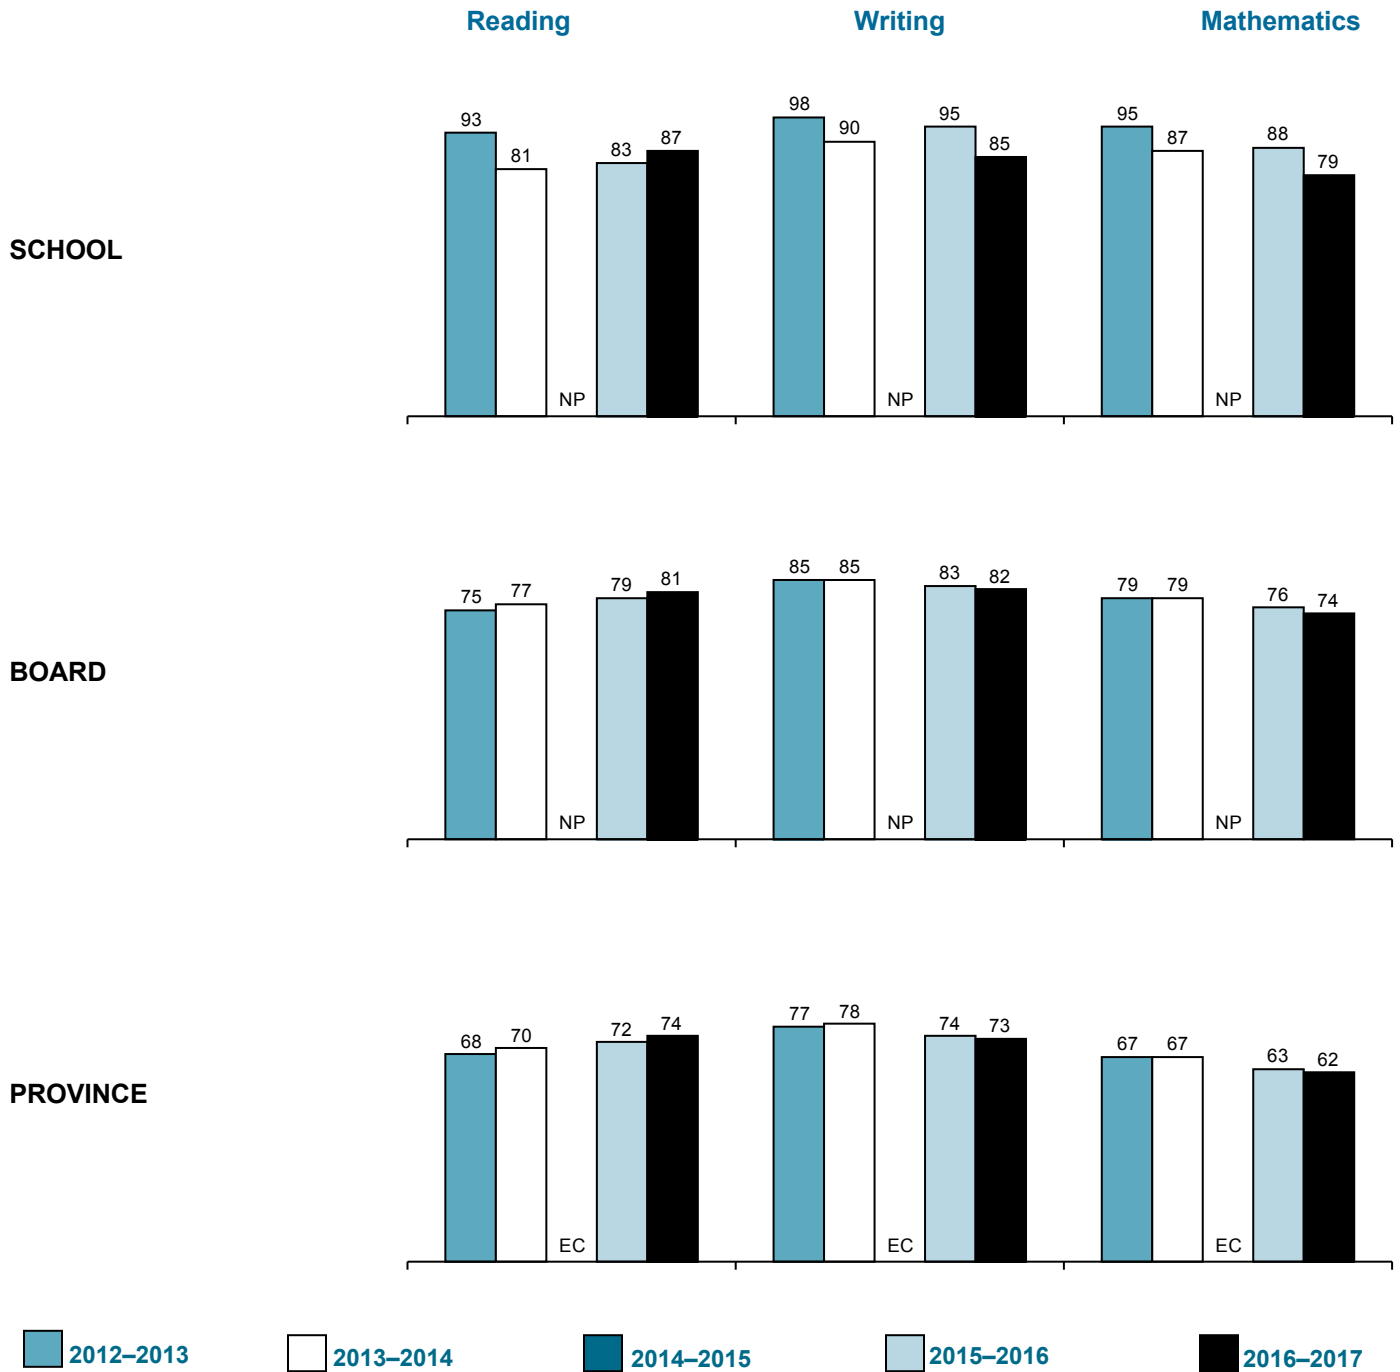 Reading Writing Mathematics
SCHOOL
93 81 NP 83 87 98 90 NP 95 85 95 87 NP 88 79
BOARD
75 77 NP 79 81 85 85 NP 83 82 79 79 NP 76 74
PROVINCE
68 70 EC 72 74 77 78 EC 74 73 67 67 EC 63 62
2012–2013 2013–2014 2014–2015 2015–2016 2016–2017